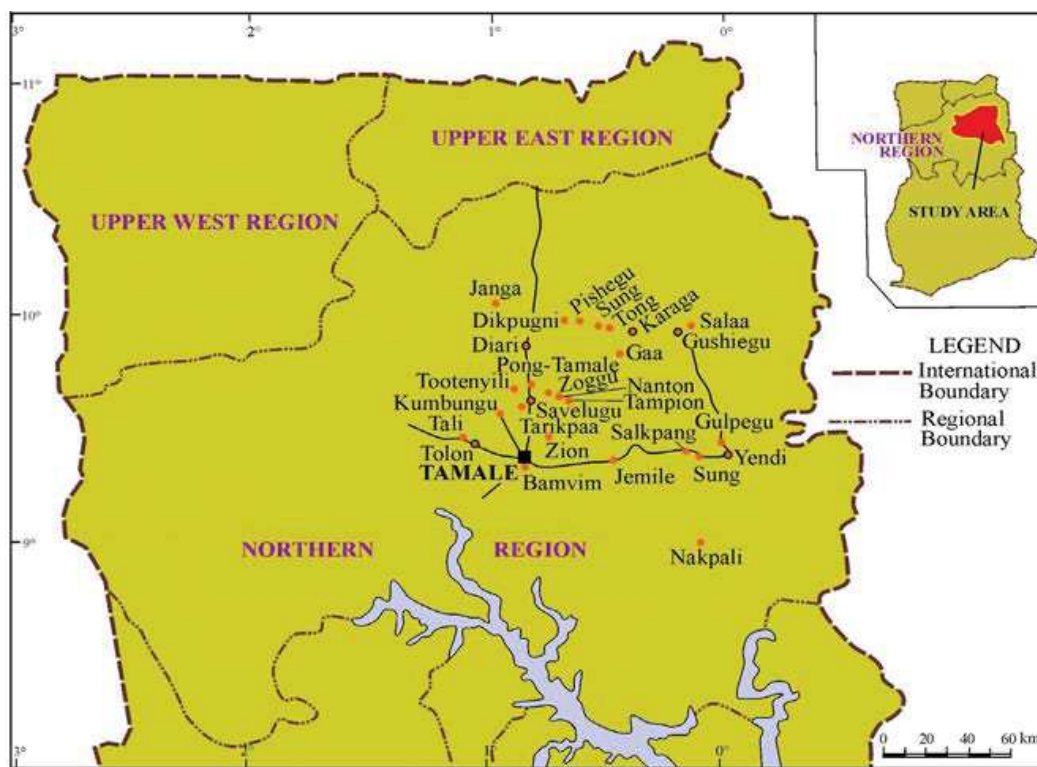 3°
2°
1°
0°
11°
UPPER EAST REGION
NORTHERN
REGION
UPPER WEST REGION
STUDY AREA
10°
Janga
Pishegu
Sung
Tong
Karaga
Dikpugni
Salaa
Diari
Gushiegu
Gaa
LEGEND
International
Boundary
Pong-Tamale
Tootenyili
Zoggu
Nanton
Kumbungu
Savelugu
Tampion
Tali
Tarikpaa
Salkpang
Gulpegu
Regional
Boundary
Tolon
Zion
Yendi
TAMALE
Bamvim
Jemile
Sung
9°
NORTHERN REGION
Nakpali
3°
1°
0°
0 20 40 60 km